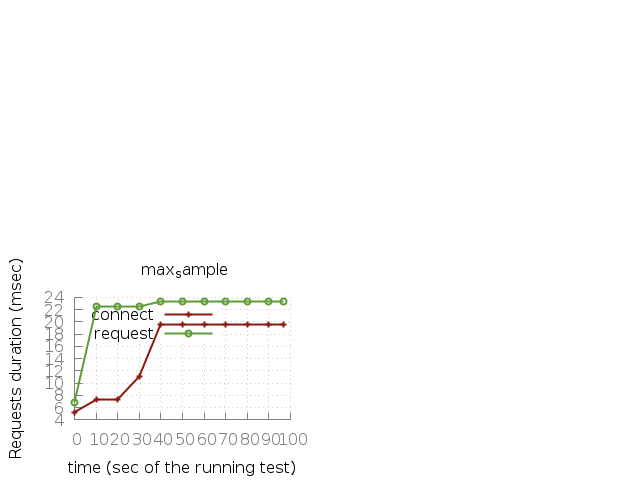 max_sample
Requests duration (msec)
24
22
20
18
16
14
12
10
8
6
4
connect
request
0 10 20 30 40 50 60 70 80 90 100
time (sec of the running test)